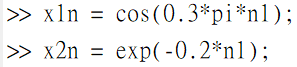 >> x1n = cos(0.3*pi*n1);
>> x2n = exp(-0.2*n1);